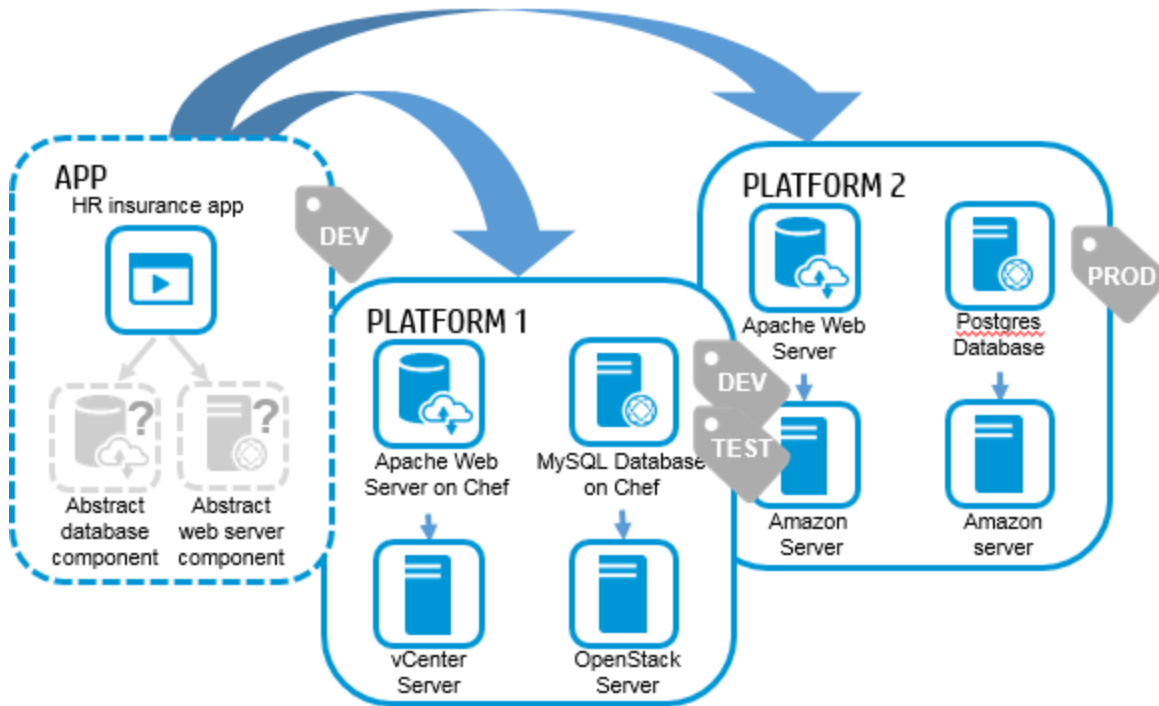 APP
HR insurance app
?
?
Abstract
database
component
Abstract
web server
component
DEV
PLATFORM 1
Apache Web
Server on Chef
MySQL Database
on Chef
vCenter
Server
OpenStack
Server
DEV
TEST
PLATFORM 2
Apache Web
Server
Postgres
Database
Amazon
Server
Amazon
server
PROD